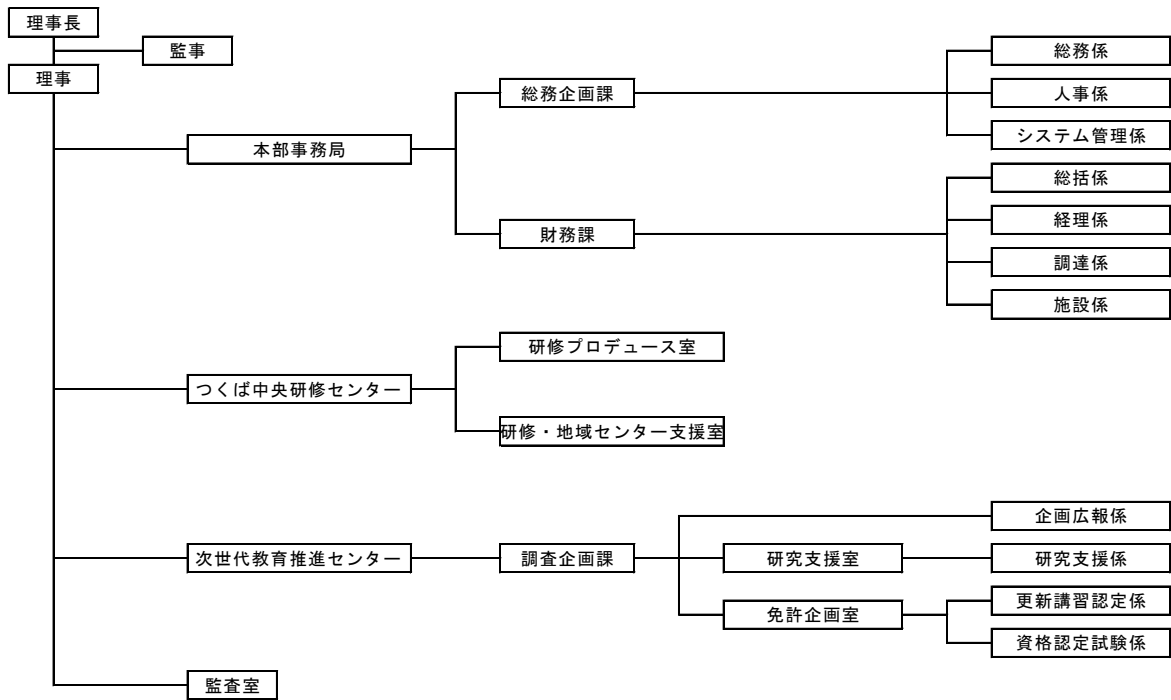 理事長
監事
理事
本部事務局
総務企画課
総務係
人事係
システム管理係
財務課
総括係
経理係
調達係
施設係
つくば中央研修センター
研修プロデュース室
研修・地域センター支援室
次世代教育推進センター
調査企画課
企画広報係
研究支援室
研究支援係
免許企画室
更新講習認定係
資格認定試験係
監査室